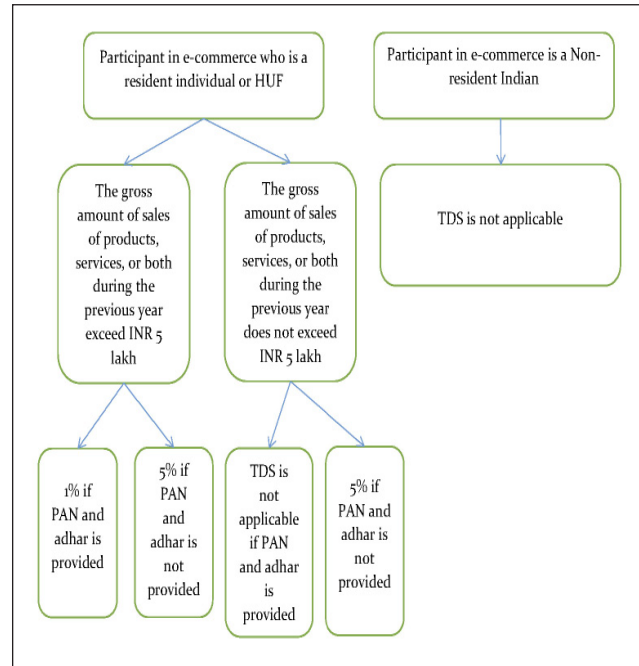 Participant in e-commerce who is a
resident individual or HUF
Participant in e-commerce is a Non-
resident Indian
The gross
amount of sales
of products,
services, or both
during the
previous year
exceed INR 5
lakh
The gross
amount of sales
of products,
services, or both
during the
previous year
does not exceed
INR 5 lakh
TDS is not applicable
1% if
PAN and
adhar is
provided
5% if
PAN
and
adhar is
not
provided
TDS is
not
applicable
if PAN
and adhar
is
provided
5% if
PAN and
adhar is
not
provided